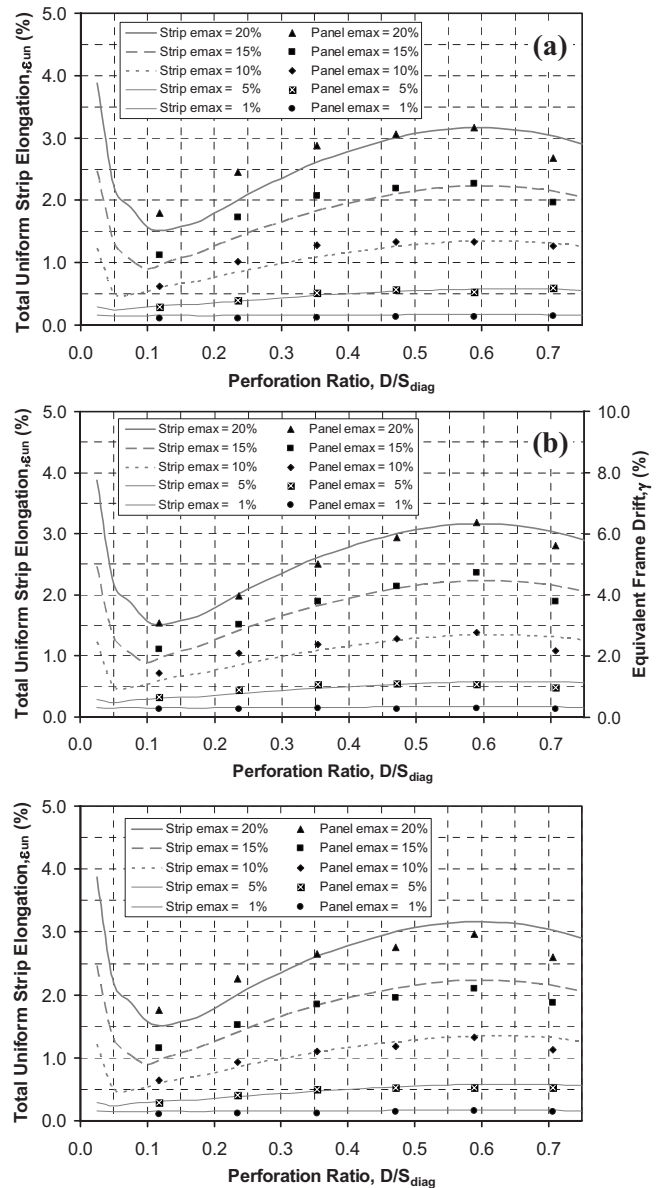 Total Uniform Strip Elongation,εun (%)
5.0
4.0
3.0
2.0
1.0
0.0
Strip emax = 20%
Strip emax = 15%
Strip emax = 10%
Strip emax = 5%
Strip emax = 1%
Panel emax = 20%
Panel emax = 15%
Panel emax = 10%
Panel emax = 5%
Panel emax = 1%
(a)
0.0 0.1 0.2 0.3 0.4 0.5 0.6 0.7
Perforation Ratio, D/Sdiag
Total Uniform Strip Elongation,εun (%)
5.0
4.0
3.0
2.0
1.0
0.0
Strip emax = 20%
Strip emax = 15%
Strip emax = 10%
Strip emax = 5%
Strip emax = 1%
Panel emax = 20%
Panel emax = 15%
Panel emax = 10%
Panel emax = 5%
Panel emax = 1%
(b)
10.0
8.0
6.0
4.0
2.0
0.0
Equivalent Frame Drift,γ (%)
0.0 0.1 0.2 0.3 0.4 0.5 0.6 0.7
Perforation Ratio, D/Sdiag
Total Uniform Strip Elongation,εun (%)
5.0
4.0
3.0
2.0
1.0
0.0
Strip emax = 20%
Strip emax = 15%
Strip emax = 10%
Strip emax = 5%
Strip emax = 1%
Panel emax = 20%
Panel emax = 15%
Panel emax = 10%
Panel emax = 5%
Panel emax = 1%
0.0 0.1 0.2 0.3 0.4 0.5 0.6 0.7
Perforation Ratio, D/Sdiag